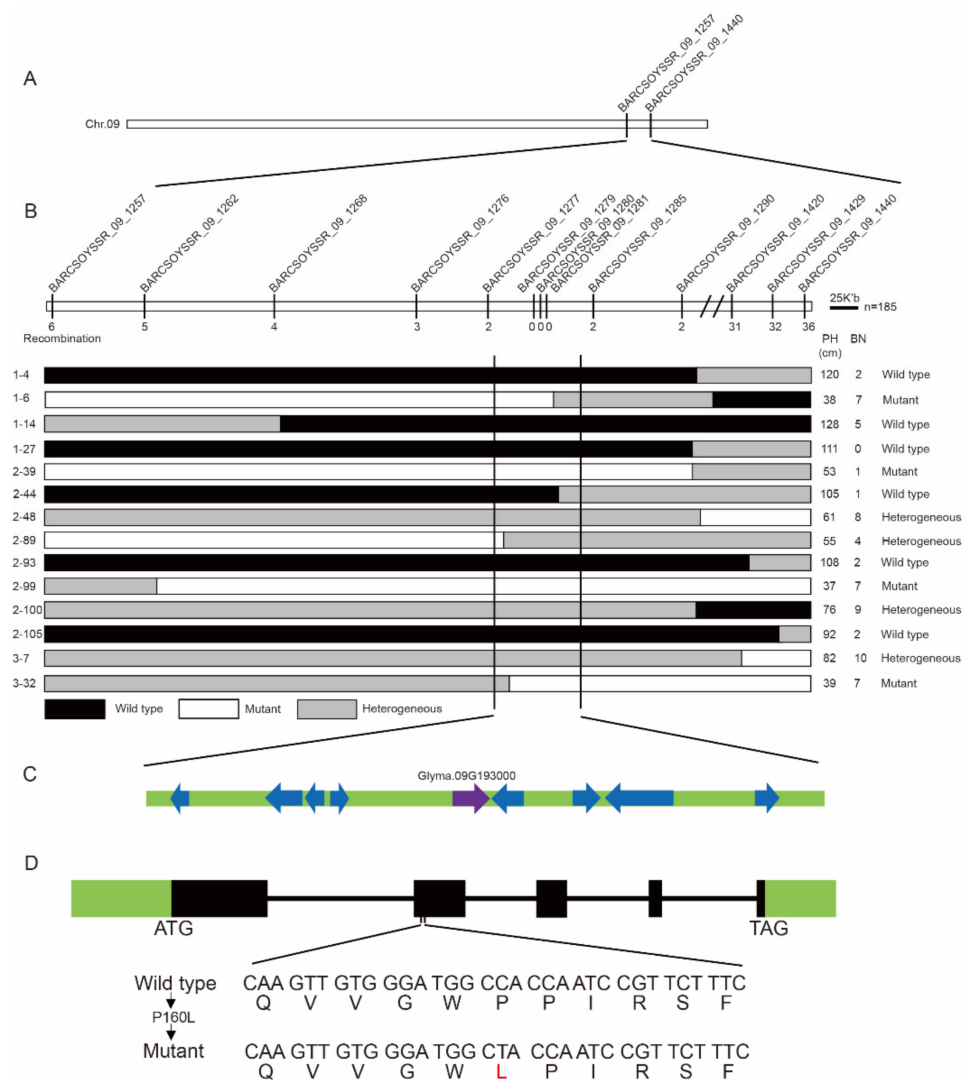 A
BARCSOYSSR_09_1257
BARCSOYSSR_09_1440
Chr.09
B
BARCSOYSSR_09_1257
BARCSOYSSR_09_1262
BARCSOYSSR_09_1268
BARCSOYSSR_09_1276
BARCSOYSSR_09_1277
BARCSOYSSR_09_1279
BARCSOYSSR_09_1280
BARCSOYSSR_09_1281
BARCSOYSSR_09_1285
BARCSOYSSR_09_1290
BARCSOYSSR_09_1420
BARCSOYSSR_09_1429
BARCSOYSSR_09_1440
25K'b
n=185
6 5 4 3 2 0 0 0 2 2 31 32 36
Recombination
PH BN
(cm)
1-4 120 2 Wild type
1-6 38 7 Mutant
1-14 128 5 Wild type
1-27 111 0 Wild type
2-39 53 1 Mutant
2-44 105 1 Wild type
2-48 61 8 Heterogeneous
2-89 55 4 Heterogeneous
2-93 108 2 Wild type
2-99 37 7 Mutant
2-100 76 9 Heterogeneous
2-105 92 2 Wild type
3-7 82 10 Heterogeneous
3-32 39 7 Mutant
Wild type Mutant Heterogeneous
C
Glyma.09G193000
D
ATG TAG
Wild type CAA GTT GTG GGA TGG CCA CCA ATC CGT TCT TTC
Q V V G W P P I R S F
P160L
Mutant CAA GTT GTG GGA TGG CTA CCA ATC CGT TCT TTC
Q V V G W L P I R S F